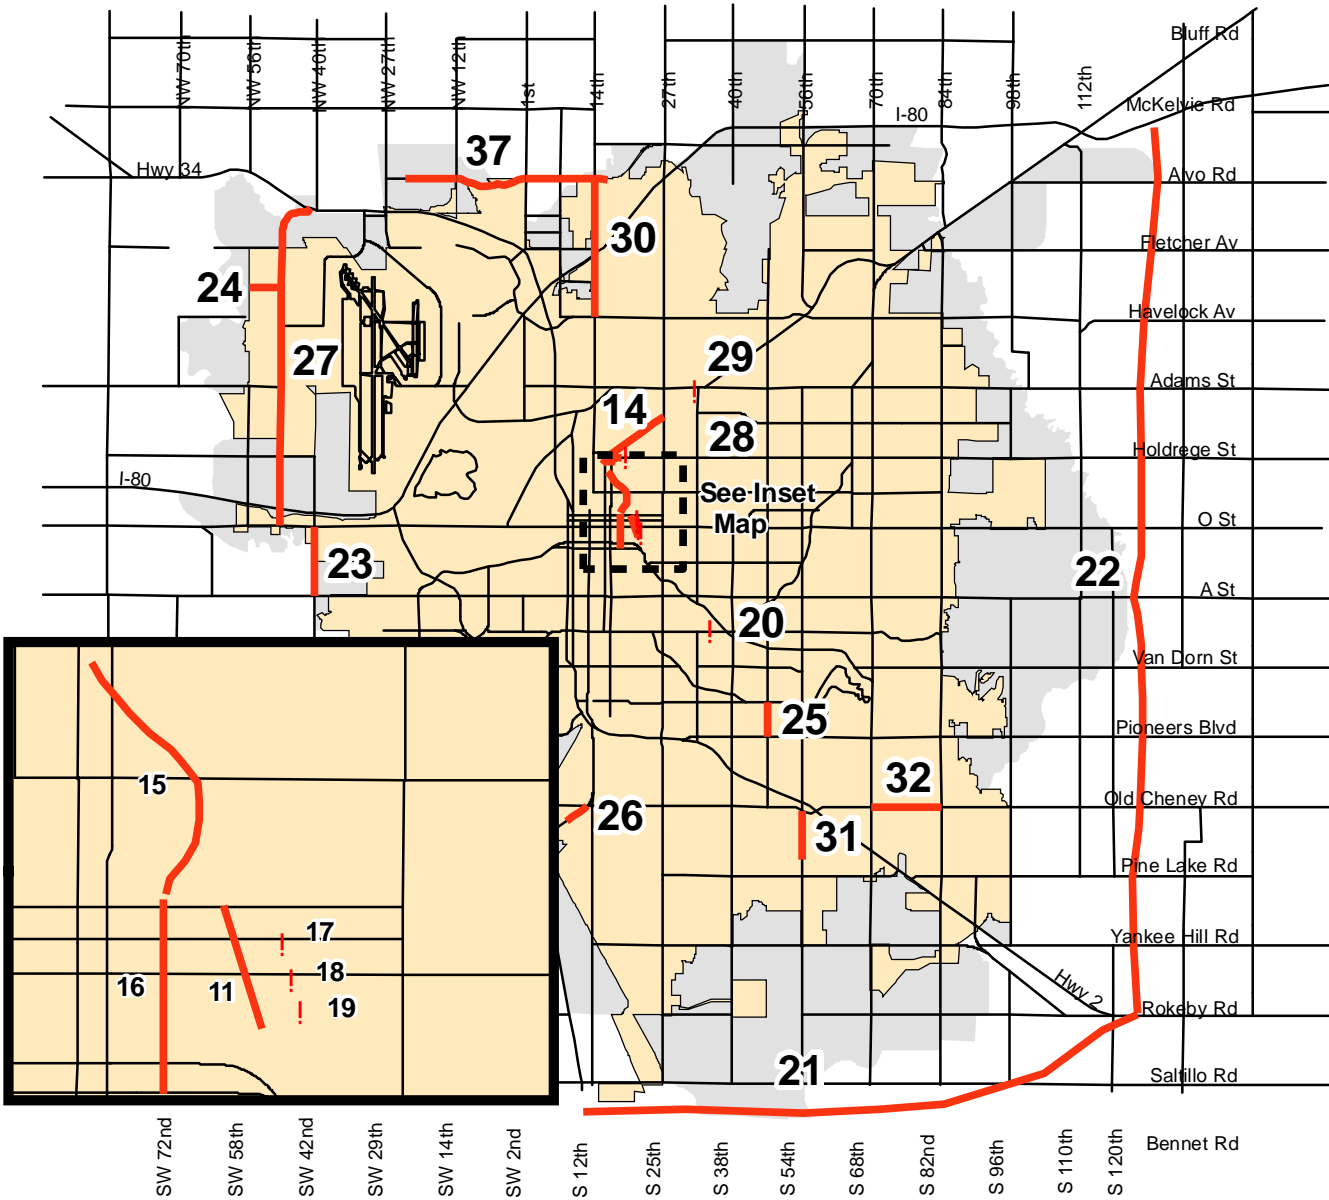 NW 70th
NW 56th
NW 40th
NW 27th
NW 12th
1st
14th
27th
40th
56th
70th
84th
98th
112th
Bluff Rd
McKelvie Rd
I-80
37
Hwy 34
Alvo Rd
30
Fletcher Av
24
Havelock Av
27
29
Adams St
14
28
Holdrege St
I-80
See Inset
Map
O St
23
22
A St
20
Van Dorn St
25
Pioneers Blvd
15
32
Old Cheney Rd
26
31
Pine Lake Rd
17
Yankee Hill Rd
16
11
18
19
Hwy 2
Rokeby Rd
21
Saltillo Rd
Bennet Rd
SW 72nd
SW 58th
SW 42nd
SW 29th
SW 14th
SW 2nd
S 12th
S 25th
S 38th
S 54th
S 68th
S 82nd
S 96th
S 110th
S 120th